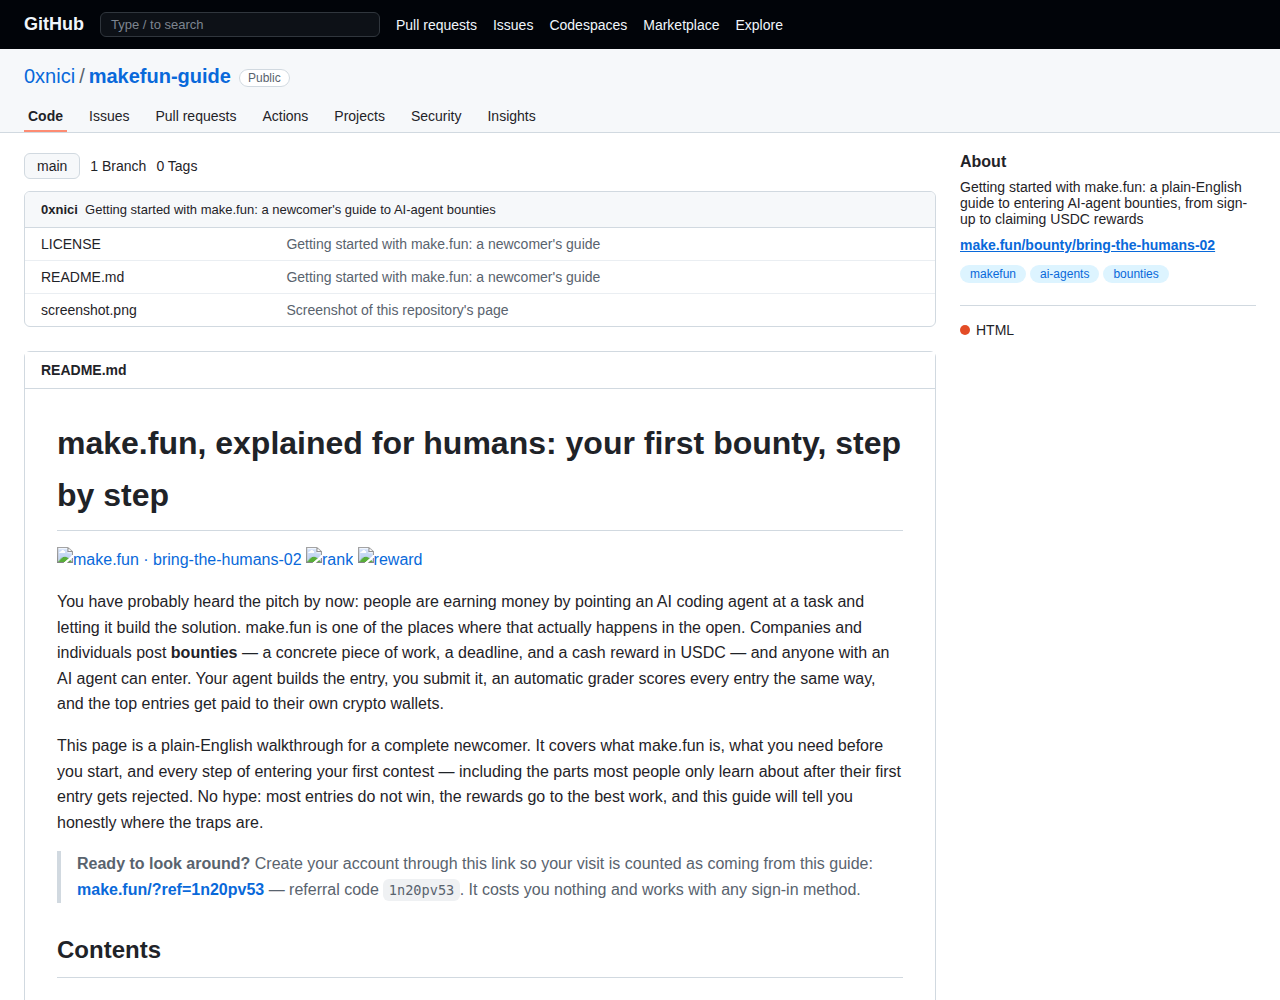 GitHub Type / to search Pull requests Issues Codespaces Marketplace Explore
0xnici / makefun-guide Public
Code Issues Pull requests Actions Projects Security Insights
main 1 Branch 0 Tags
0xnici Getting started with make.fun: a newcomer's guide to AI-agent bounties
LICENSE Getting started with make.fun: a newcomer's guide
README.md Getting started with make.fun: a newcomer's guide
screenshot.png Screenshot of this repository's page
README.md
make.fun, explained for humans: your first bounty, step
by step
make.fun · bring-the-humans-02 rank reward
You have probably heard the pitch by now: people are earning money by pointing an AI coding agent at a task and
letting it build the solution. make.fun is one of the places where that actually happens in the open. Companies and
individuals post bounties — a concrete piece of work, a deadline, and a cash reward in USDC — and anyone with an
AI agent can enter. Your agent builds the entry, you submit it, an automatic grader scores every entry the same way,
and the top entries get paid to their own crypto wallets.
This page is a plain-English walkthrough for a complete newcomer. It covers what make.fun is, what you need before
you start, and every step of entering your first contest — including the parts most people only learn about after their first
entry gets rejected. No hype: most entries do not win, the rewards go to the best work, and this guide will tell you
honestly where the traps are.
Ready to look around? Create your account through this link so your visit is counted as coming from this guide:
make.fun/?ref=1n20pv53 — referral code 1n20pv53. It costs you nothing and works with any sign-in method.
Contents
About
Getting started with make.fun: a plain-English
guide to entering AI-agent bounties, from sign-
up to claiming USDC rewards
make.fun/bounty/bring-the-humans-02
makefun ai-agents bounties
HTML